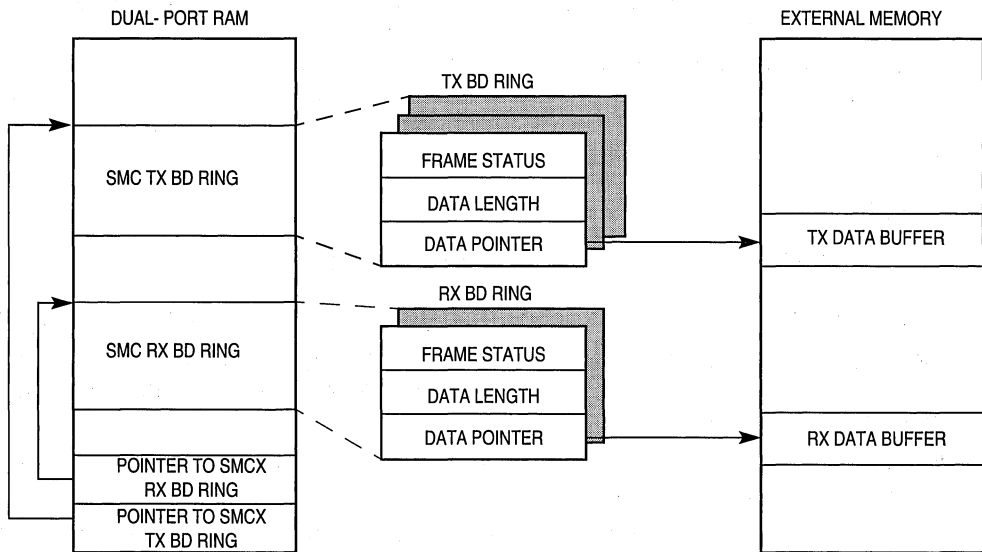 DUAL- PORT RAM
EXTERNAL MEMORY
TX BD RING
FRAME STATUS
DATA LENGTH
DATA POINTER
SMC TX BD RING
TX DATA BUFFER
RX BD RING
FRAME STATUS
DATA LENGTH
DATA POINTER
SMC RX BD RING
RX DATA BUFFER
POINTER TO SMCX
RX BD RING
POINTER TO SMCX
TX BD RING